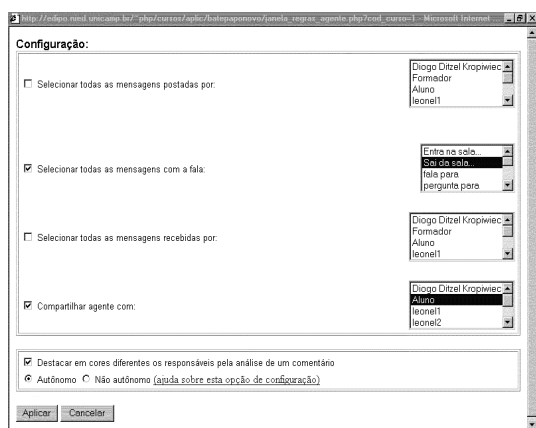 http://edipo.nied.unicamp.br/~php/cursos/aplic/batepaponovo/janela_regras_agente.php?cod_curso=1 - Microsoft Internet ...
Configuração:
Selecionar todas as mensagens postadas por:
Diogo Ditzel Kropiwiec
Formador
Aluno
leonel1
Selecionar todas as mensagens com a fala:
Entra na sala...
Sai da sala...
fala para
pergunta para
Selecionar todas as mensagens recebidas por:
Diogo Ditzel Kropiwiec
Formador
Aluno
leonel1
Compartilhar agente com:
Diogo Ditzel Kropiwiec
Aluno
leonel1
leonel2
Destacar em cores diferentes os responsáveis pela análise de um comentário
Autônomo Não autônomo (ajuda sobre esta opção de configuração)
Aplicar Cancelar